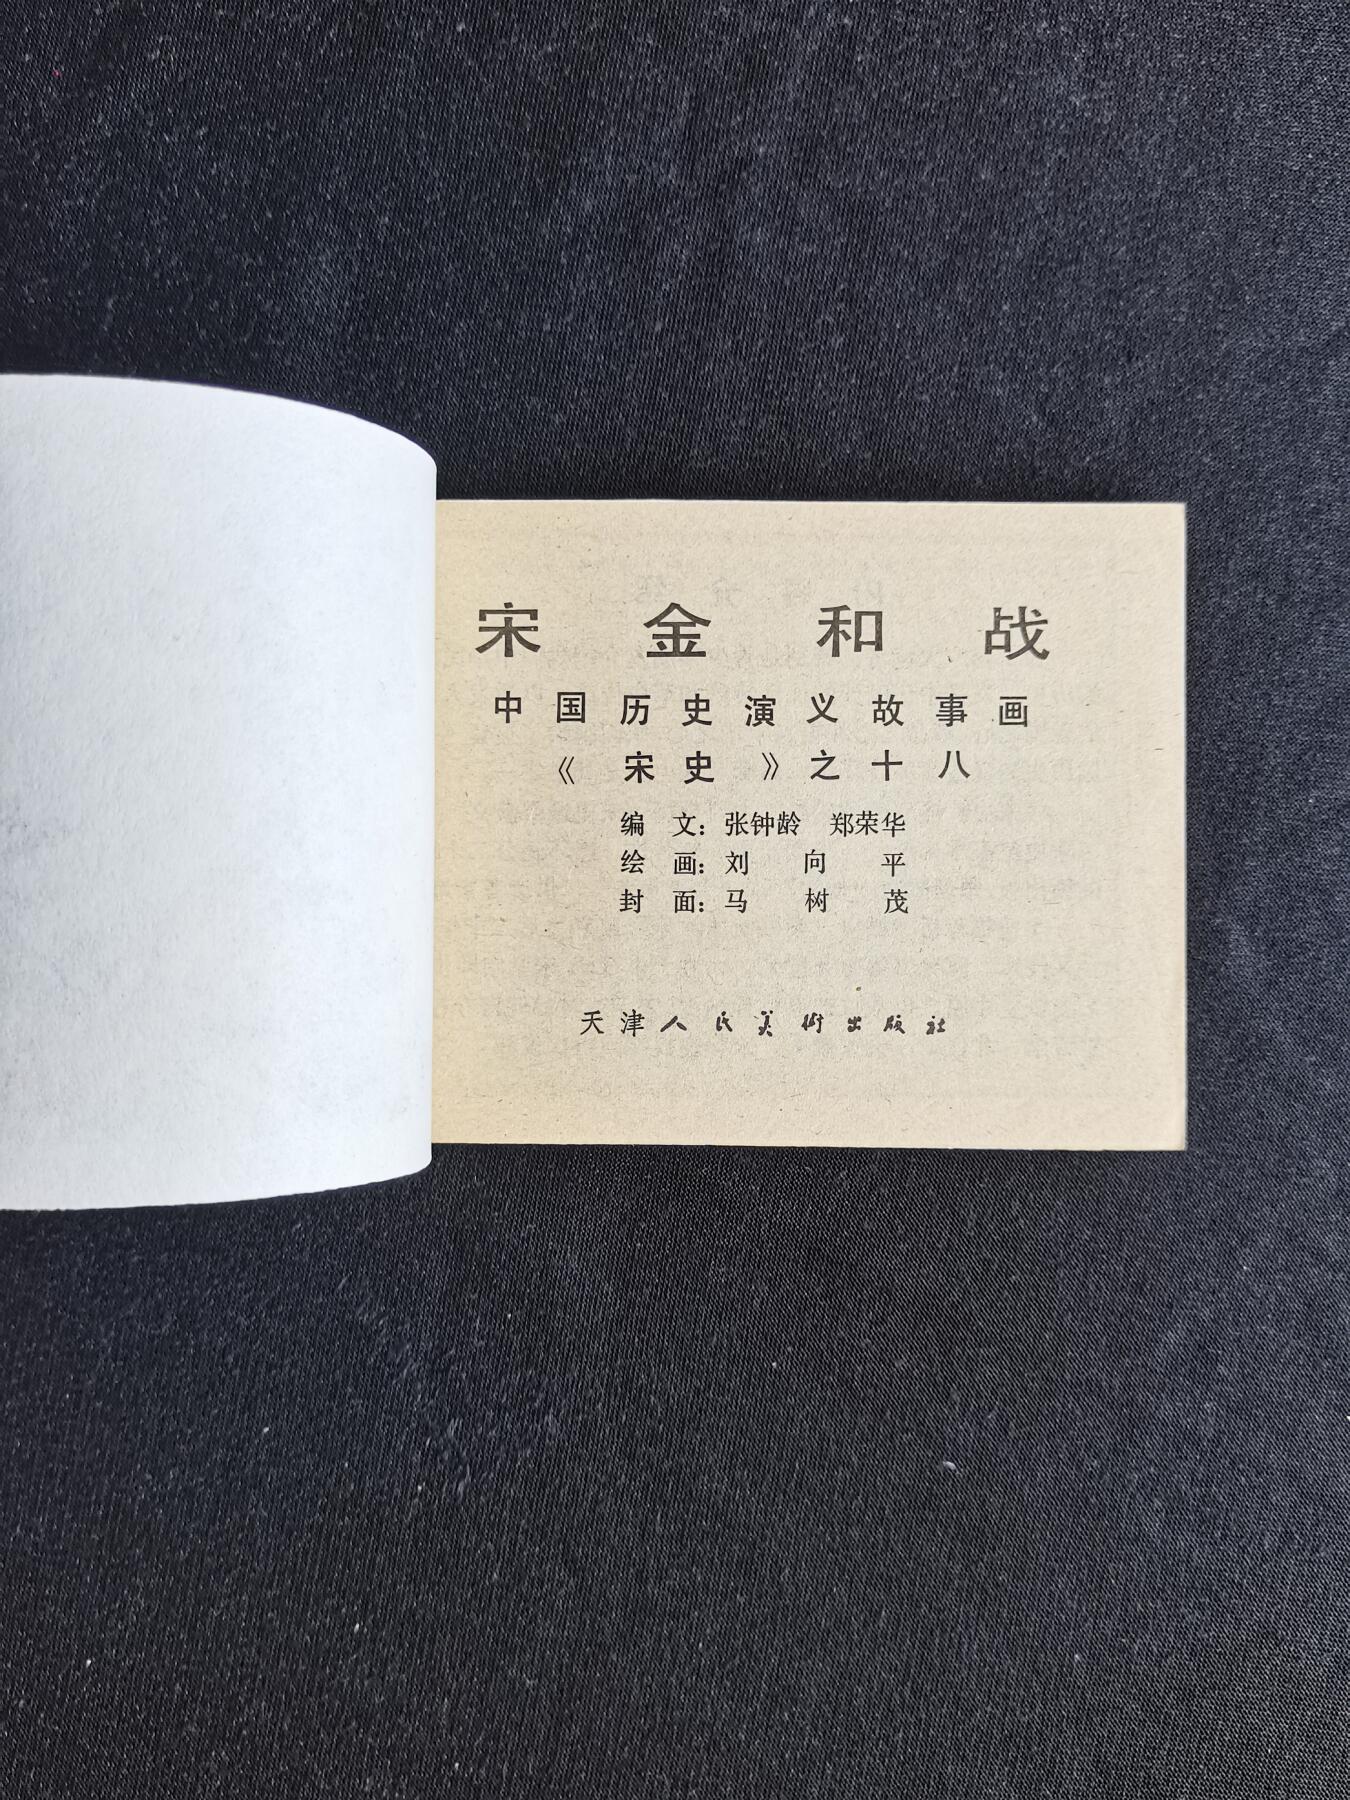 宋金和战
中国历史演义故事画
《宋史》之十八
编 文：张钟龄 郑荣华
绘 画：刘向平
封 面：马树茂
天津人民美術出版社